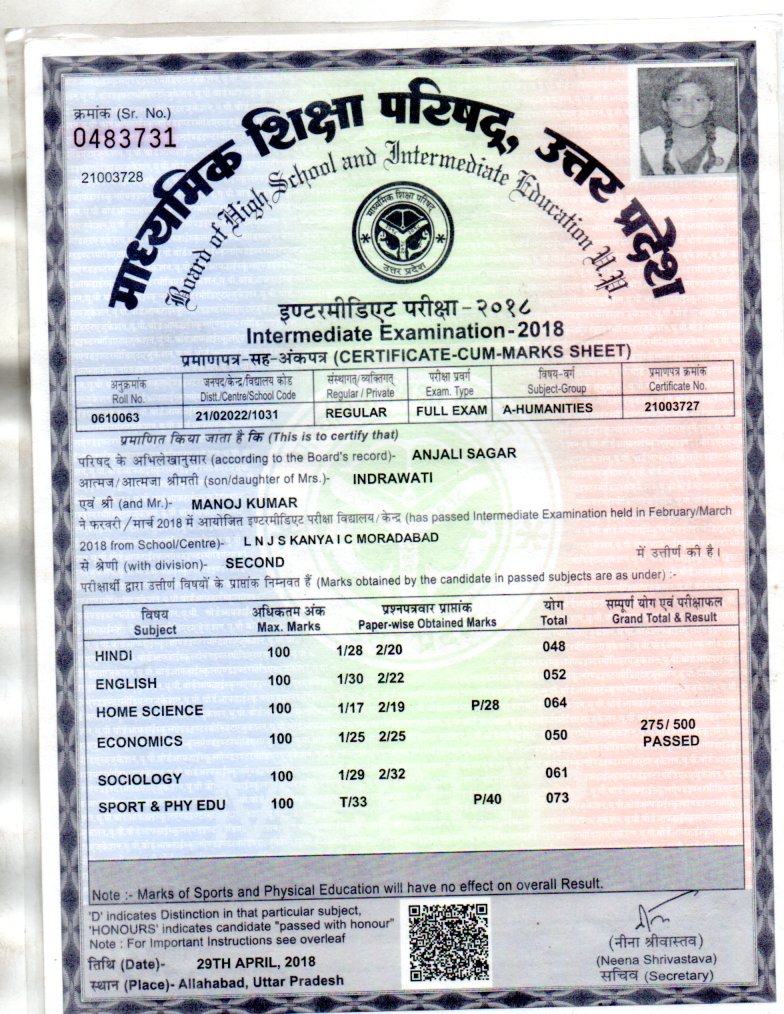 क्रमांक (Sr. No.)
0483731
21003728
माध्यमिक शिक्षा परिषद्, उत्तर प्रदेश
Board of High School and Intermediate Education U.P.
माध्यमिक शिक्षा परिषद
उत्तर प्रदेश
इण्टरमीडिएट परीक्षा - २०१८
Intermediate Examination - 2018
प्रमाणपत्र-सह-अंकपत्र (CERTIFICATE-CUM-MARKS SHEET)
अनुक्रमांक जनपद/केन्द्र/विद्यालय कोड संस्थागत्/व्यक्तिगत् परीक्षा प्रवर्ग विषय-वर्ग प्रमाणपत्र क्रमांक
Roll No. Distt./Centre/School Code Regular / Private Exam. Type Subject-Group Certificate No.
0610063 21/02022/1031 REGULAR FULL EXAM A-HUMANITIES 21003727
प्रमाणित किया जाता है कि (This is to certify that)
परिषद् के अभिलेखानुसार (according to the Board's record)- ANJALI SAGAR
आत्मज/आत्मजा श्रीमती (son/daughter of Mrs.)- INDRAWATI
एवं श्री (and Mr.)- MANOJ KUMAR
ने फरवरी/मार्च 2018 में आयोजित इण्टरमीडिएट परीक्षा विद्यालय/केन्द्र (has passed Intermediate Examination held in February/March
2018 from School/Centre)- L N J S KANYA I C MORADABAD
से श्रेणी (with division)- SECOND में उत्तीर्ण की है।
परीक्षार्थी द्वारा उत्तीर्ण विषयों के प्राप्तांक निम्नवत हैं (Marks obtained by the candidate in passed subjects are as under) :-
विषय अधिकतम अंक प्रश्नपत्रवार प्राप्तांक योग सम्पूर्ण योग एवं परीक्षाफल
Subject Max. Marks Paper-wise Obtained Marks Total Grand Total & Result
HINDI 100 1/28 2/20 048
ENGLISH 100 1/30 2/22 052
HOME SCIENCE 100 1/17 2/19 P/28 064
275/ 500
ECONOMICS 100 1/25 2/25 050 PASSED
SOCIOLOGY 100 1/29 2/32 061
SPORT & PHY EDU 100 T/33 P/40 073
Note :- Marks of Sports and Physical Education will have no effect on overall Result.
'D' indicates Distinction in that particular subject,
'HONOURS' indicates candidate "passed with honour"
Note : For Important Instructions see overleaf
तिथि (Date)- 29TH APRIL, 2018
स्थान (Place)- Allahabad, Uttar Pradesh
(नीना श्रीवास्तव)
(Neena Shrivastava)
सचिव (Secretary)